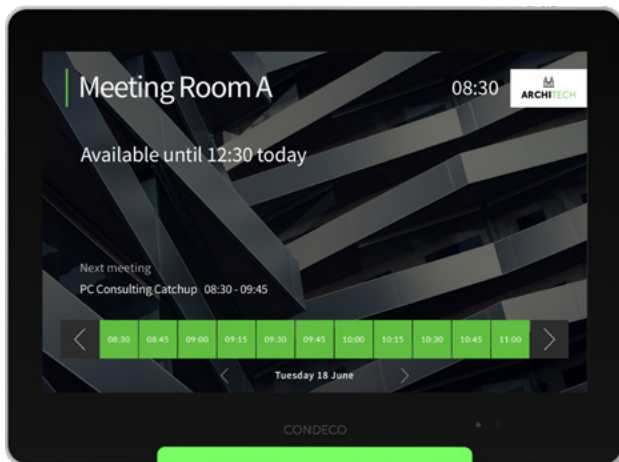 Meeting Room A
08:30
ARCHITECH
Available until 12:30 today
Next meeting
PC Consulting Catchup 08:30 - 09:45
08:30 08:45 09:00 09:15 09:30 09:45 10:00 10:15 10:30 10:45 11:00
Tuesday 18 June
CONDECO